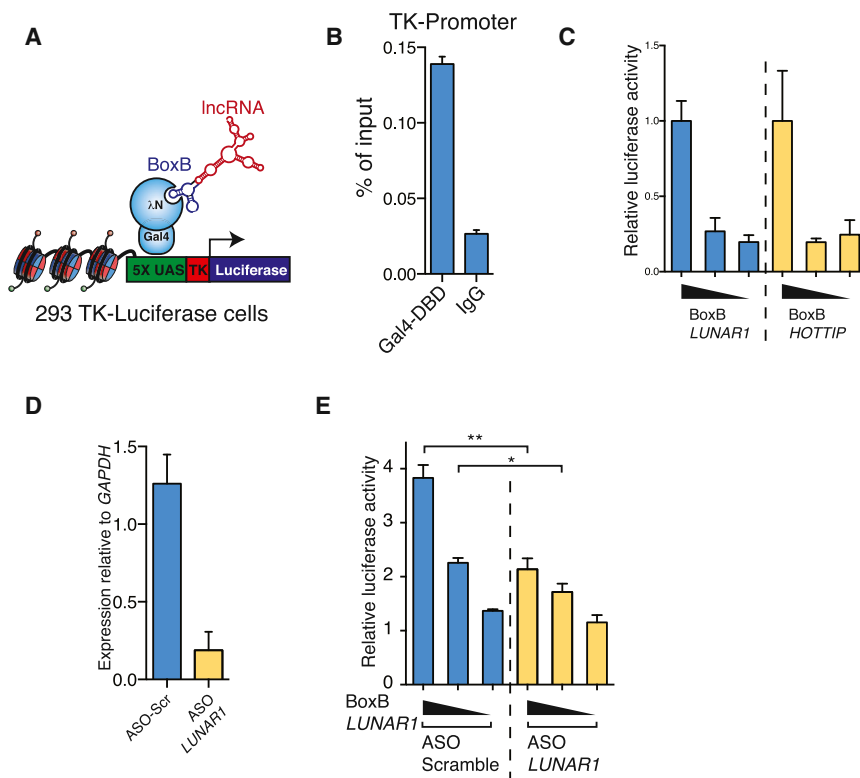 A
lncRNA
BoxB
λN
Gal4
5X UAS TK Luciferase
293 TK-Luciferase cells
B
TK-Promoter
% of input
0.15
0.10
0.05
0.00
Gal4-DBD
IgG
C
Relative luciferase activity
1.5
1.0
0.5
0.0
BoxB
LUNAR1
BoxB
HOTTIP
D
Expression relative to GAPDH
1.5
1.0
0.5
0.0
ASO-Scr
ASO
LUNAR1
E
Relative luciferase activity
4
3
2
1
0
**
*
BoxB
LUNAR1
ASO
Scramble
ASO
LUNAR1